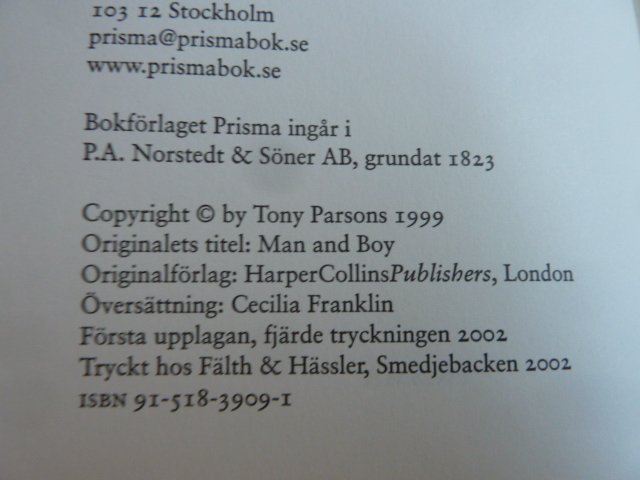 103 12 Stockholm
prisma@prismabok.se
www.prismabok.se
Bokförlaget Prisma ingår i
P.A. Norstedt & Söner AB, grundat 1823
Copyright © by Tony Parsons 1999
Originalets titel: Man and Boy
Originalförlag: HarperCollinsPublishers, London
Översättning: Cecilia Franklin
Första upplagan, fjärde tryckningen 2002
Tryckt hos Fälth & Hässler, Smedjebacken 2002
ISBN 91-518-3909-1